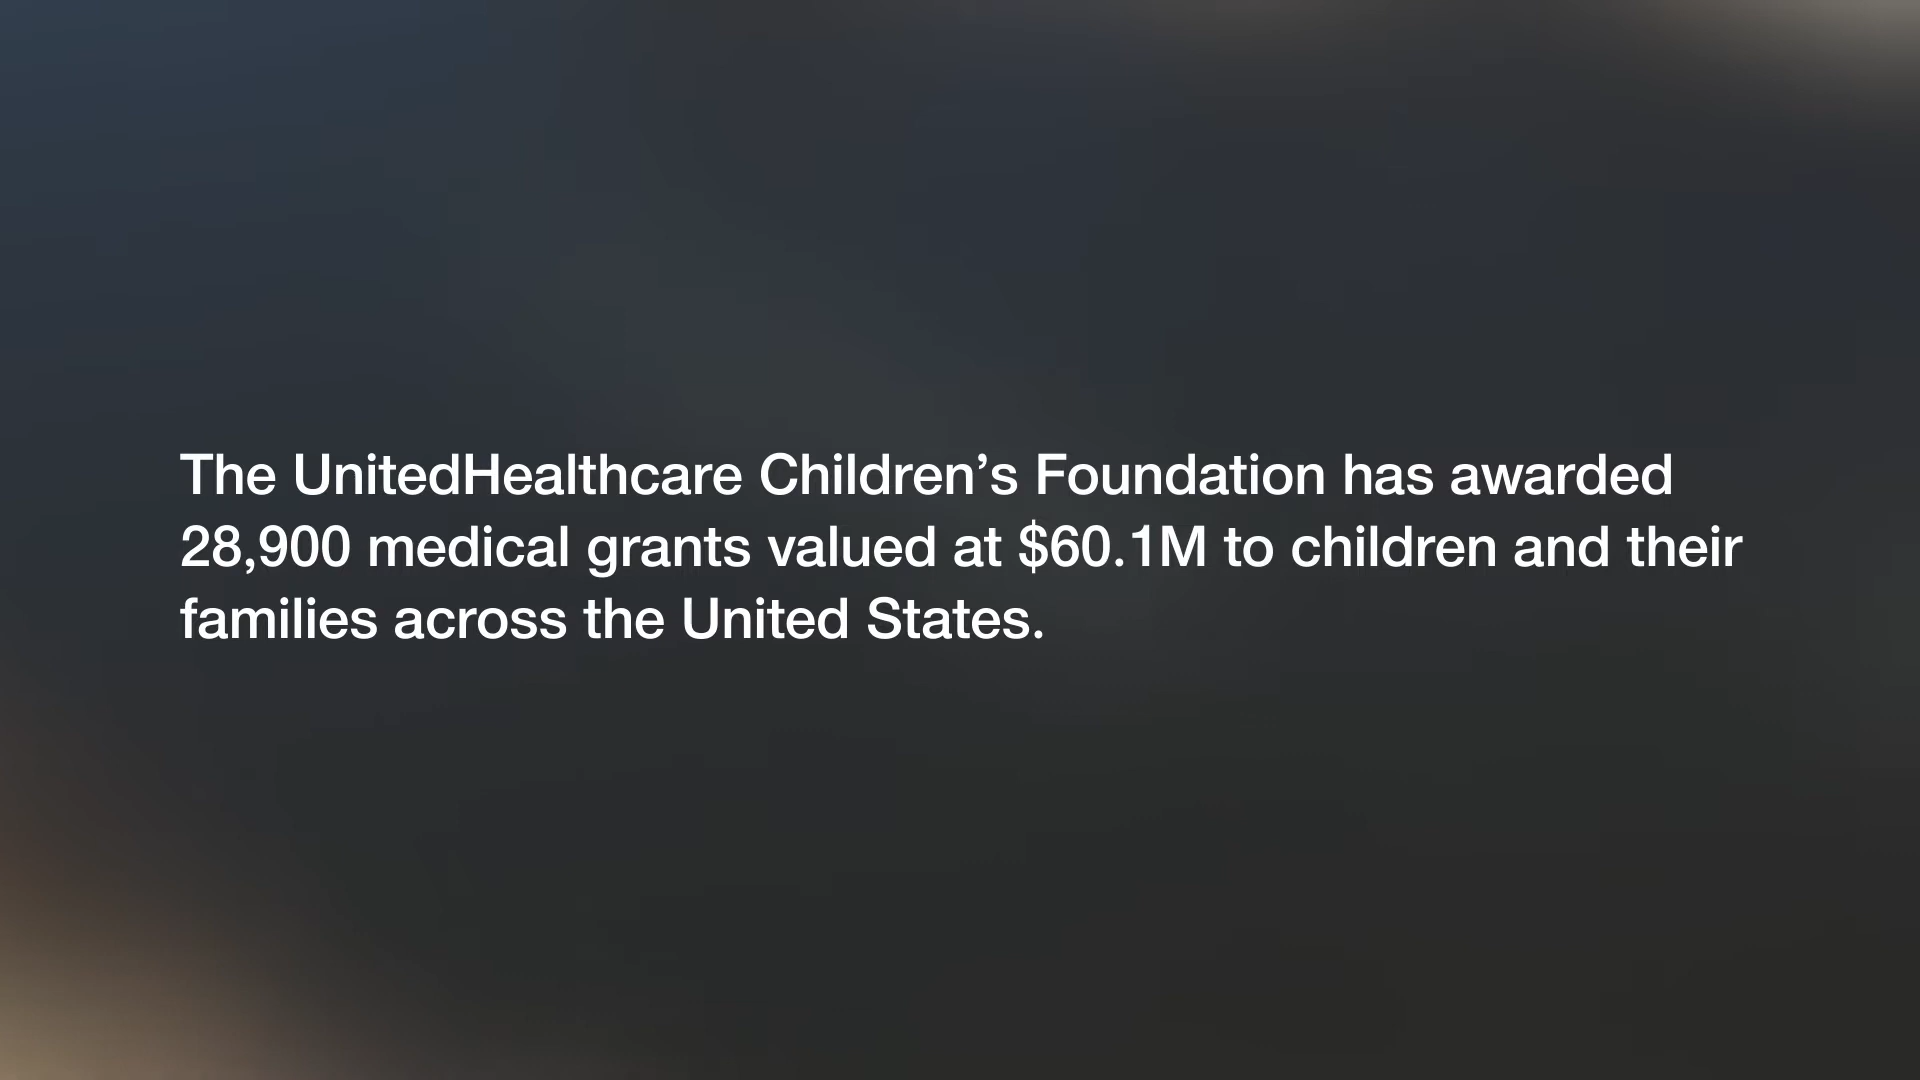 The UnitedHealthcare Children’s Foundation has awarded
28,900 medical grants valued at $60.1M to children and their
families across the United States.